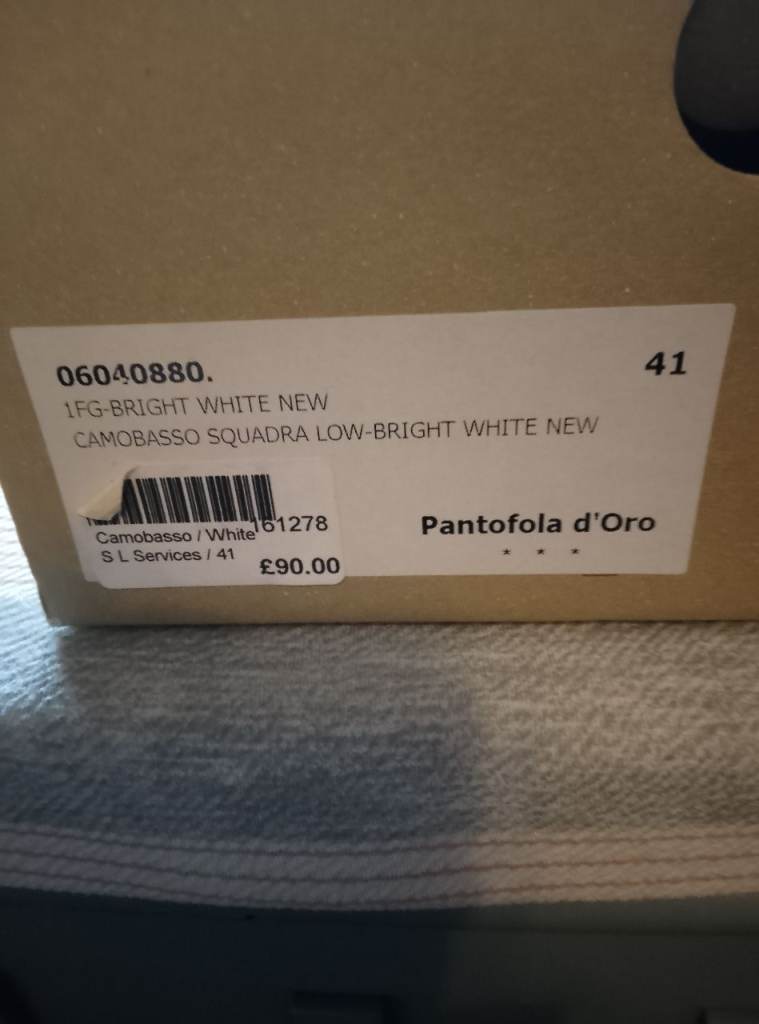 06040880.
41
1FG-BRIGHT WHITE NEW
CAMOBASSO SQUADRA LOW-BRIGHT WHITE NEW
161278
Camobasso / White
S L Services / 41
£90.00
Pantofola d'Oro
* * *